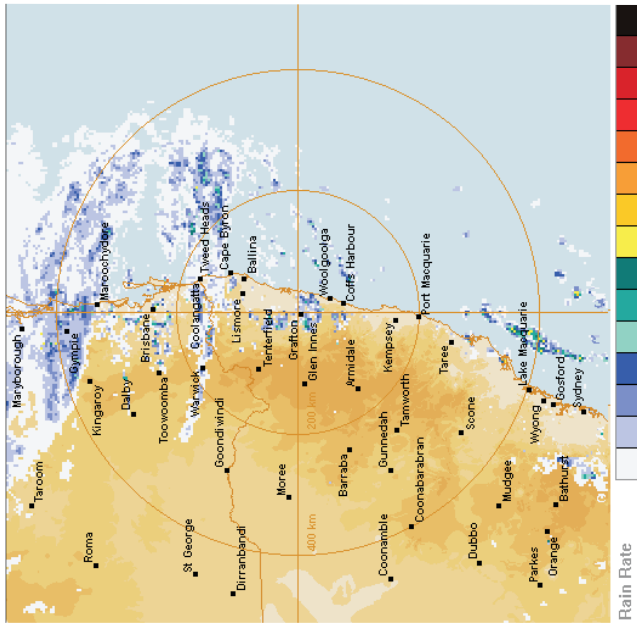 Maryborough
Gympie
Maroochydore
Kingaroy
Dalby
Brisbane
Toowoomba
Taroom
Roma
Coolangatta
Tweed Heads
Cape Byron
Ballina
Lismore
Warwick
Goondiwindi
St George
Dirranbandi
Tenterfield
Grafton
Glen Innes
Woolgoolga
Coffs Harbour
Moree
Armidale
200 km
Barraba
Kempsey
Port Macquarie
Tamworth
Gunnedah
Coonabarabran
Coonamble
400 km
Taree
Scone
Mudgee
Dubbo
Lake Macquarie
Wyong
Gosford
Sydney
Bathurst
Orange
Parkes
Rain Rate